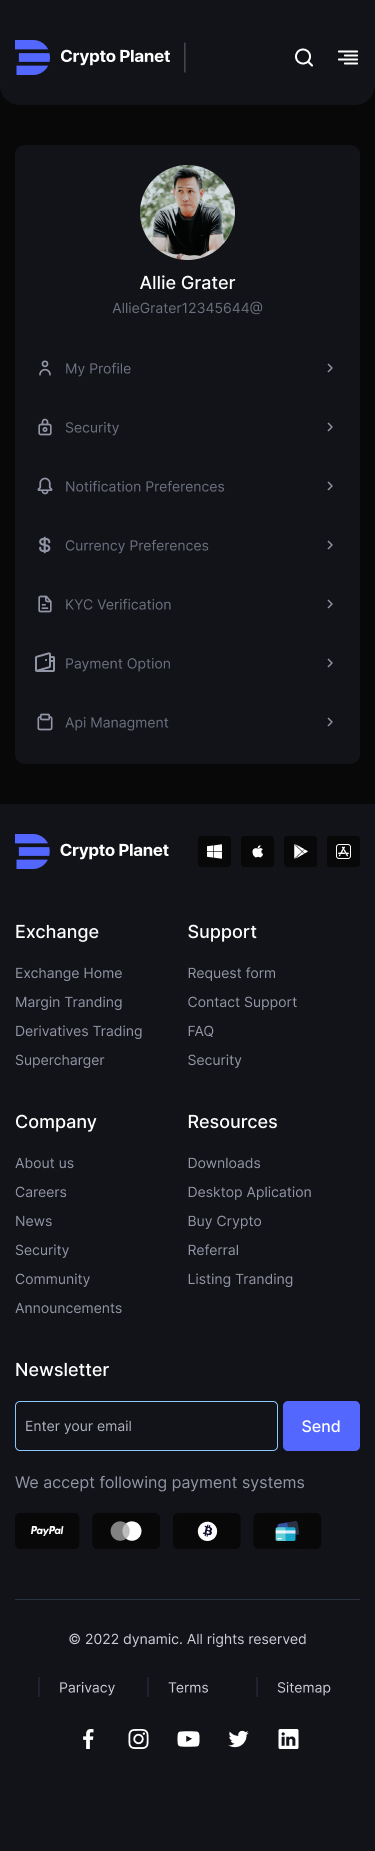 Crypto Planet
Allie Grater
AllieGrater12345644@
My Profile
Security
Notification Preferences
Currency Preferences
KYC Verification
Payment Option
Api Managment
Crypto Planet
Exchange
Support
Exchange Home
Request form
Margin Tranding
Contact Support
Derivatives Trading
FAQ
Supercharger
Security
Company
Resources
About us
Downloads
Careers
Desktop Aplication
News
Buy Crypto
Security
Referral
Community
Listing Tranding
Announcements
Newsletter
Enter your email
Send
We accept following payment systems
PayPal
© 2022 dynamic. All rights reserved
Parivacy
Terms
Sitemap